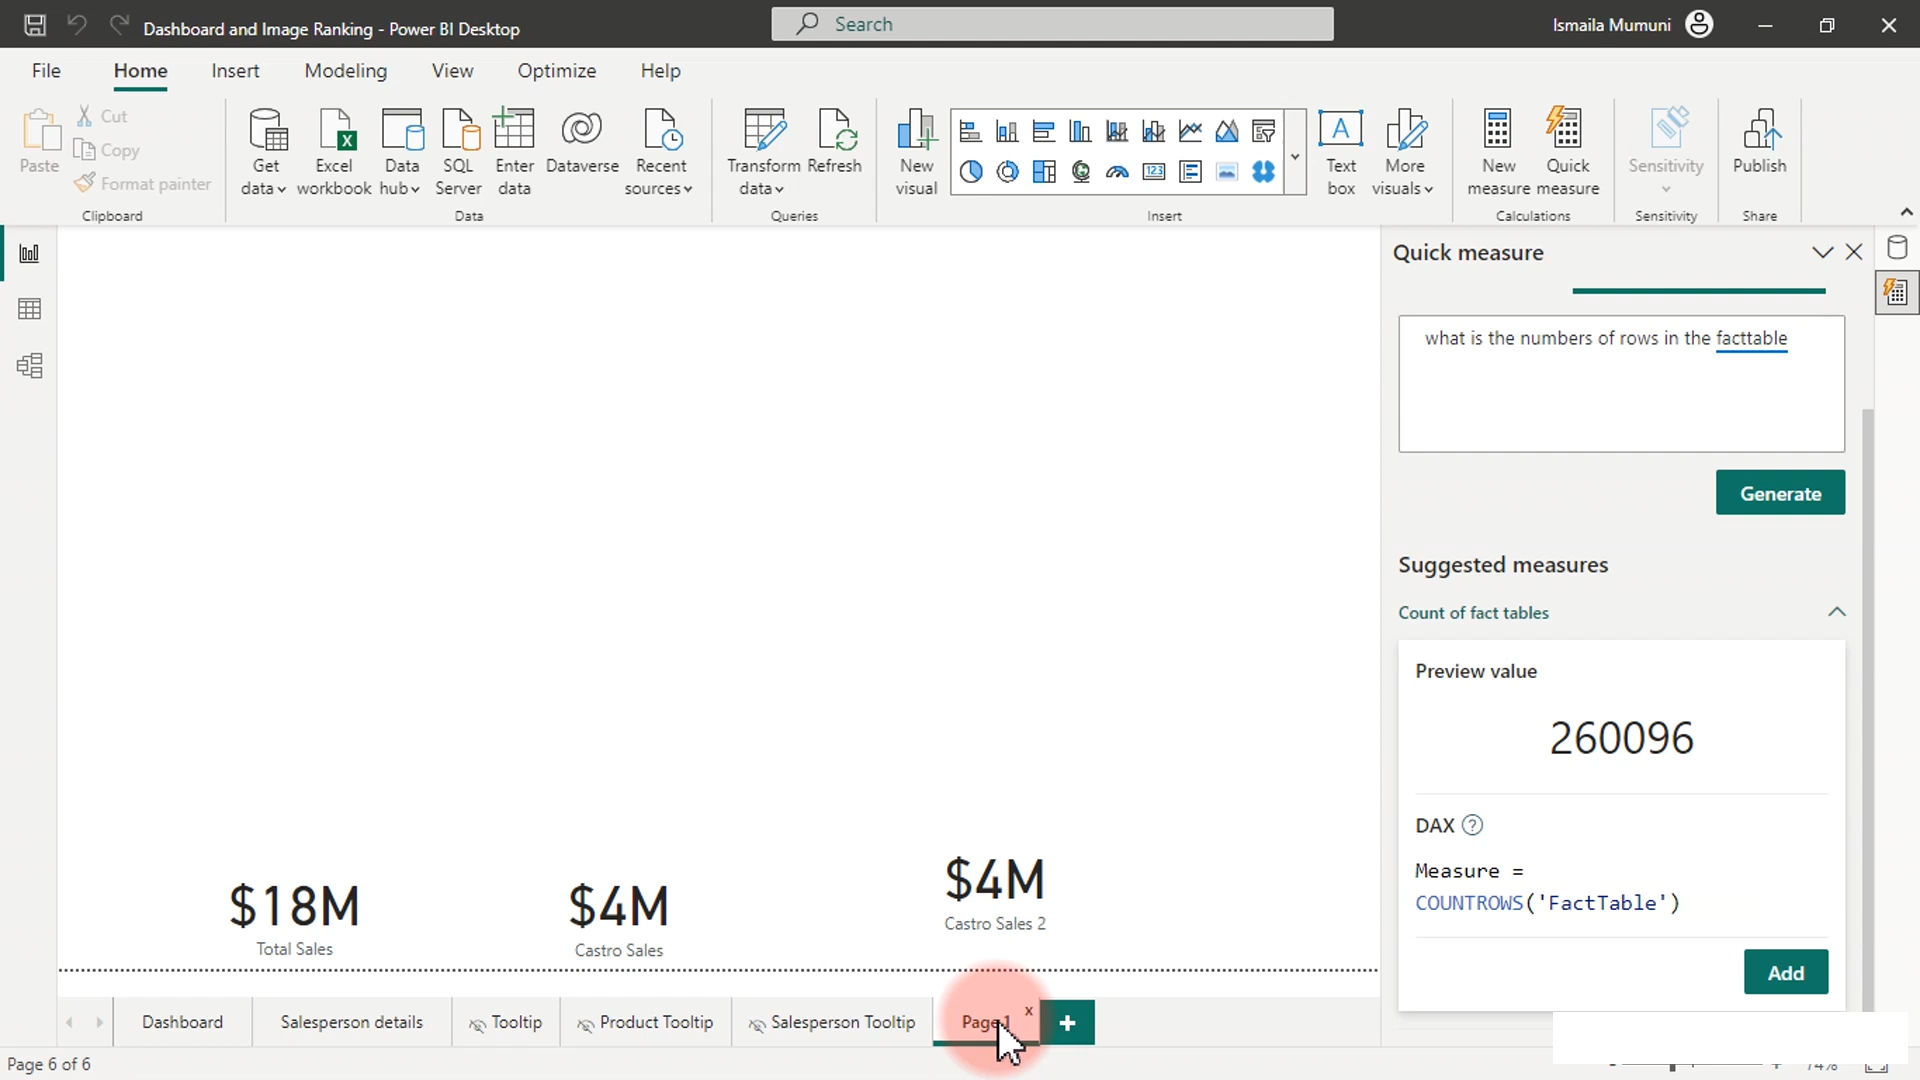 Dashboard and Image Ranking - Power BI Desktop
Search
Ismaila Mumuni
File Home Insert Modeling View Optimize Help
Paste
Cut
Copy
Format painter
Clipboard
Get data
Excel workbook
Data hub
SQL Server
Enter data
Dataverse
Recent sources
Data
Transform data
Refresh
Queries
New visual
Text box
More visuals
Insert
New measure
Quick measure
Calculations
Sensitivity
Sensitivity
Publish
Share
$18M
Total Sales
$4M
Castro Sales
$4M
Castro Sales 2
Quick measure
what is the numbers of rows in the facttable
Generate
Suggested measures
Count of fact tables
Preview value
260096
DAX
Measure =
COUNTROWS('FactTable')
Add
Dashboard Salesperson details Tooltip Product Tooltip Salesperson Tooltip Page 1
Page 6 of 6
74%